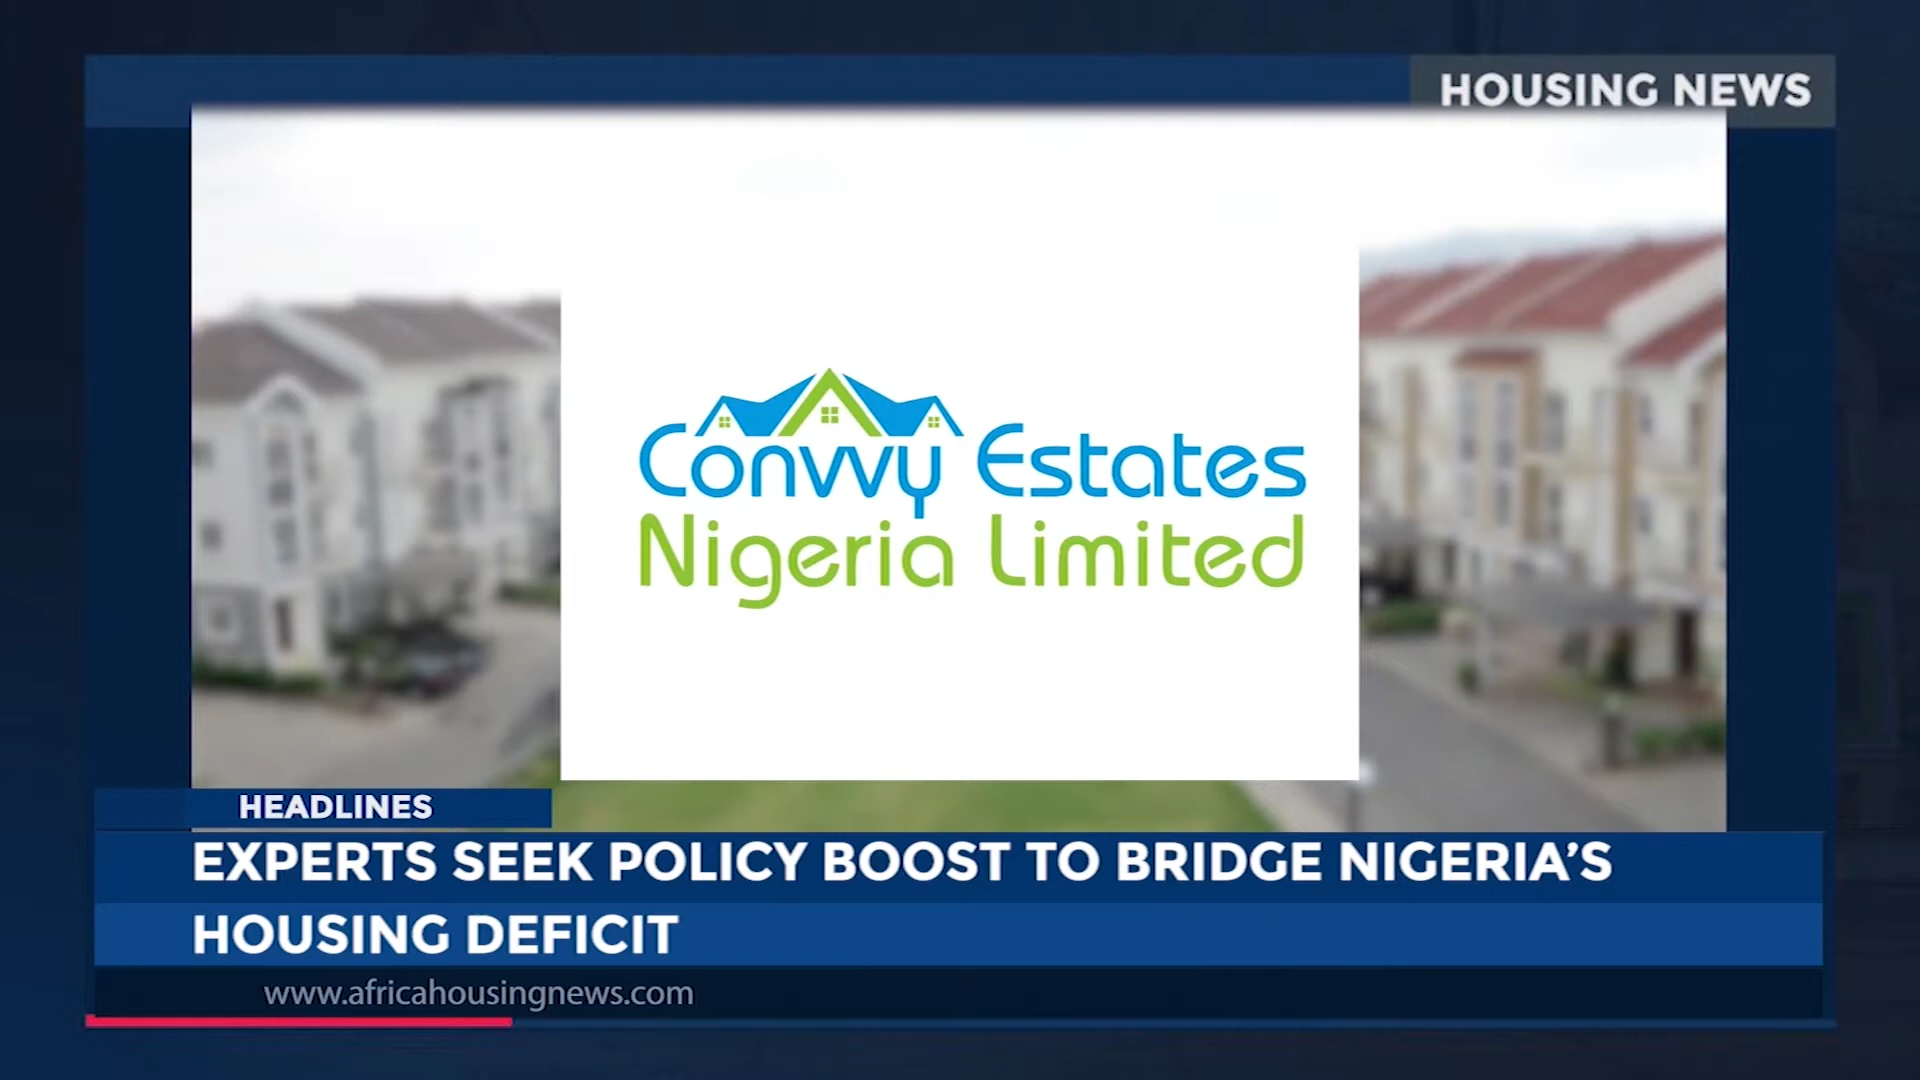 HOUSING NEWS
Convvy Estates
Nigeria Limited
HEADLINES
EXPERTS SEEK POLICY BOOST TO BRIDGE NIGERIA’S
HOUSING DEFICIT
www.africahousingnews.com